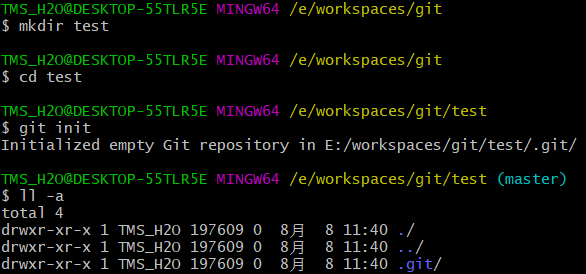 TMS_H2O@DESKTOP-55TLR5E MINGW64 /e/workspaces/git
$ mkdir test
TMS_H2O@DESKTOP-55TLR5E MINGW64 /e/workspaces/git
$ cd test
TMS_H2O@DESKTOP-55TLR5E MINGW64 /e/workspaces/git/test
$ git init
Initialized empty Git repository in E:/workspaces/git/test/.git/
TMS_H2O@DESKTOP-55TLR5E MINGW64 /e/workspaces/git/test (master)
$ ll -a
total 4
drwxr-xr-x 1 TMS_H2O 197609 0  8月  8 11:40 ./
drwxr-xr-x 1 TMS_H2O 197609 0  8月  8 11:40 ../
drwxr-xr-x 1 TMS_H2O 197609 0  8月  8 11:40 .git/